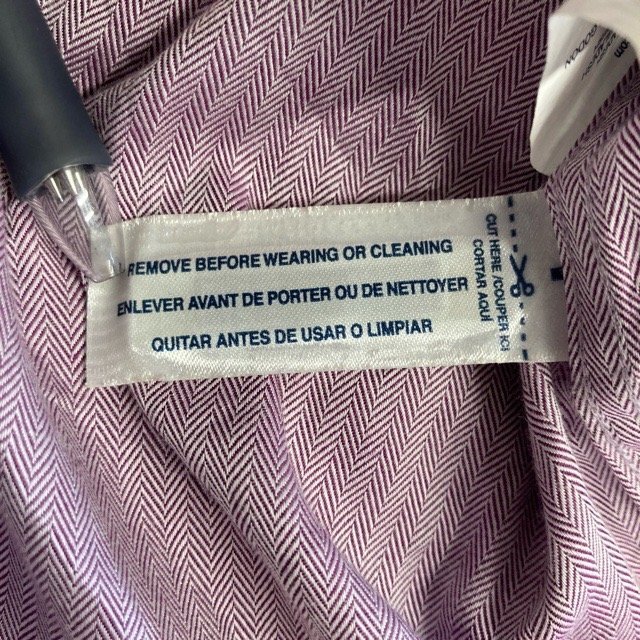 REMOVE BEFORE WEARING OR CLEANING
ENLEVER AVANT DE PORTER OU DE NETTOYER
QUITAR ANTES DE USAR O LIMPIAR
CUT HERE /COUPER ICI
CORTAR AQUÍ